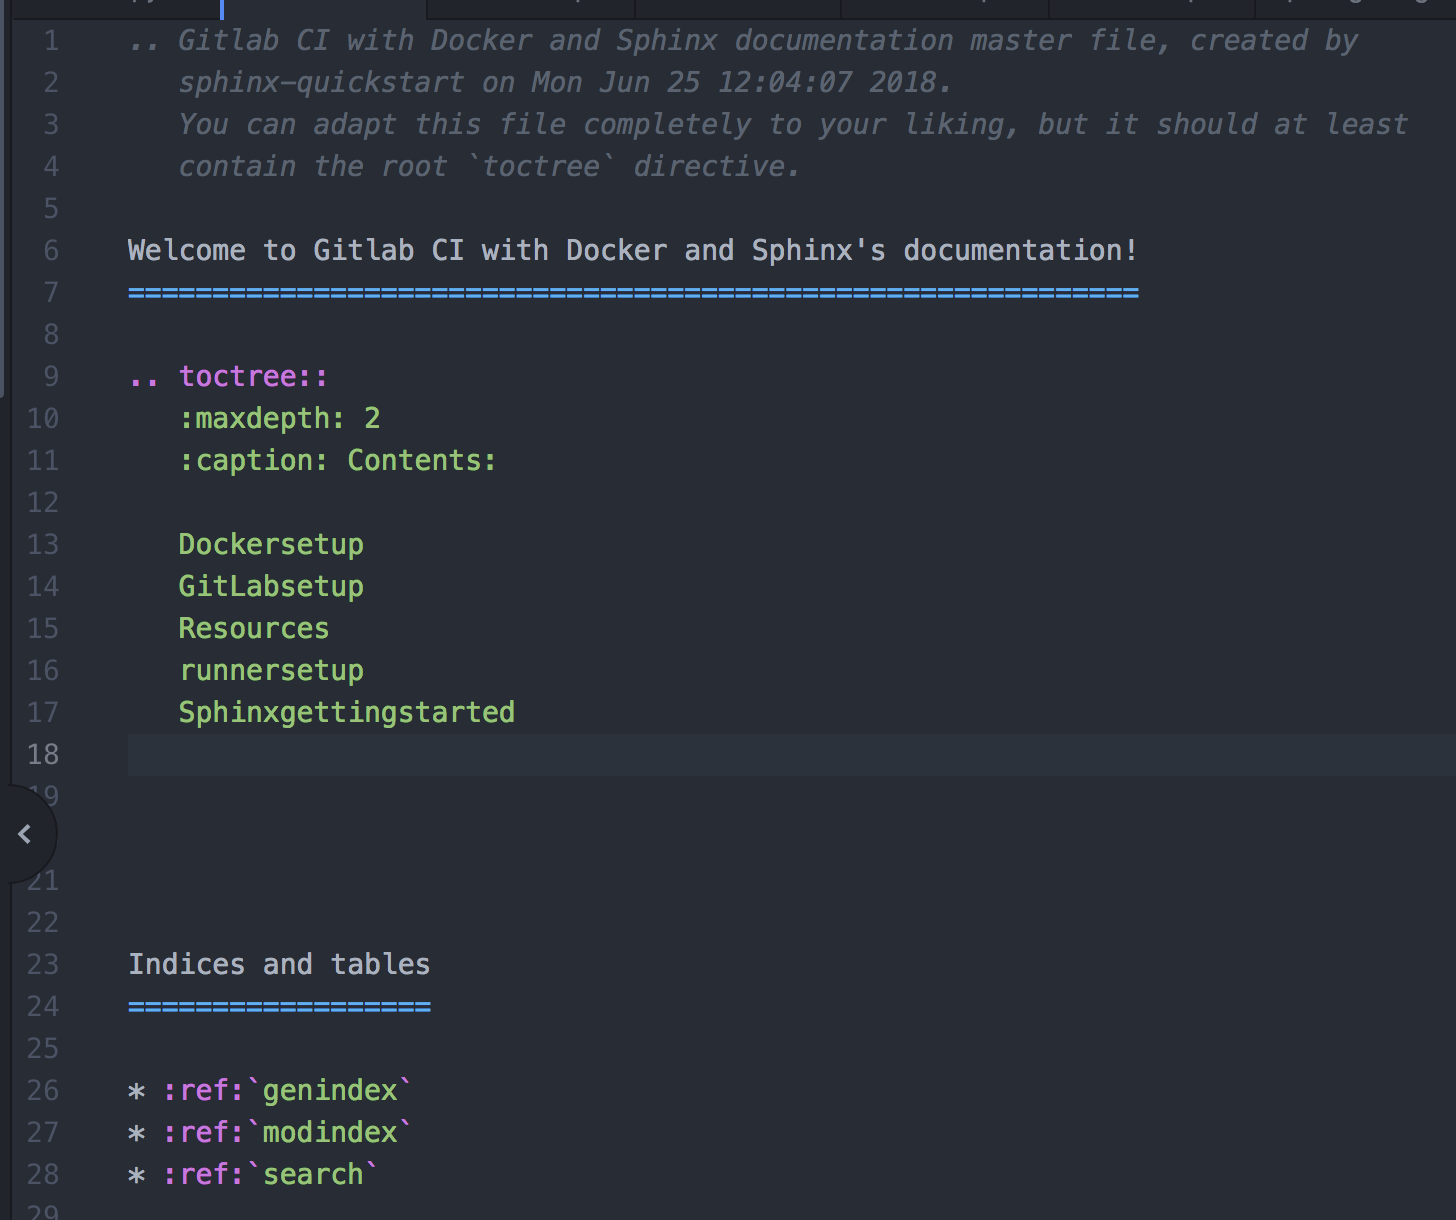 1 .. Gitlab CI with Docker and Sphinx documentation master file, created by
2 sphinx-quickstart on Mon Jun 25 12:04:07 2018.
3 You can adapt this file completely to your liking, but it should at least
4 contain the root `toctree` directive.
5
6 Welcome to Gitlab CI with Docker and Sphinx's documentation!
7 ============================================================
8
9 .. toctree::
10 :maxdepth: 2
11 :caption: Contents:
12
13 Dockersetup
14 GitLabsetup
15 Resources
16 runnersetup
17 Sphinxgettingstarted
18
19
21
22
23 Indices and tables
24 ==================
25
26 * :ref:`genindex`
27 * :ref:`modindex`
28 * :ref:`search`
29